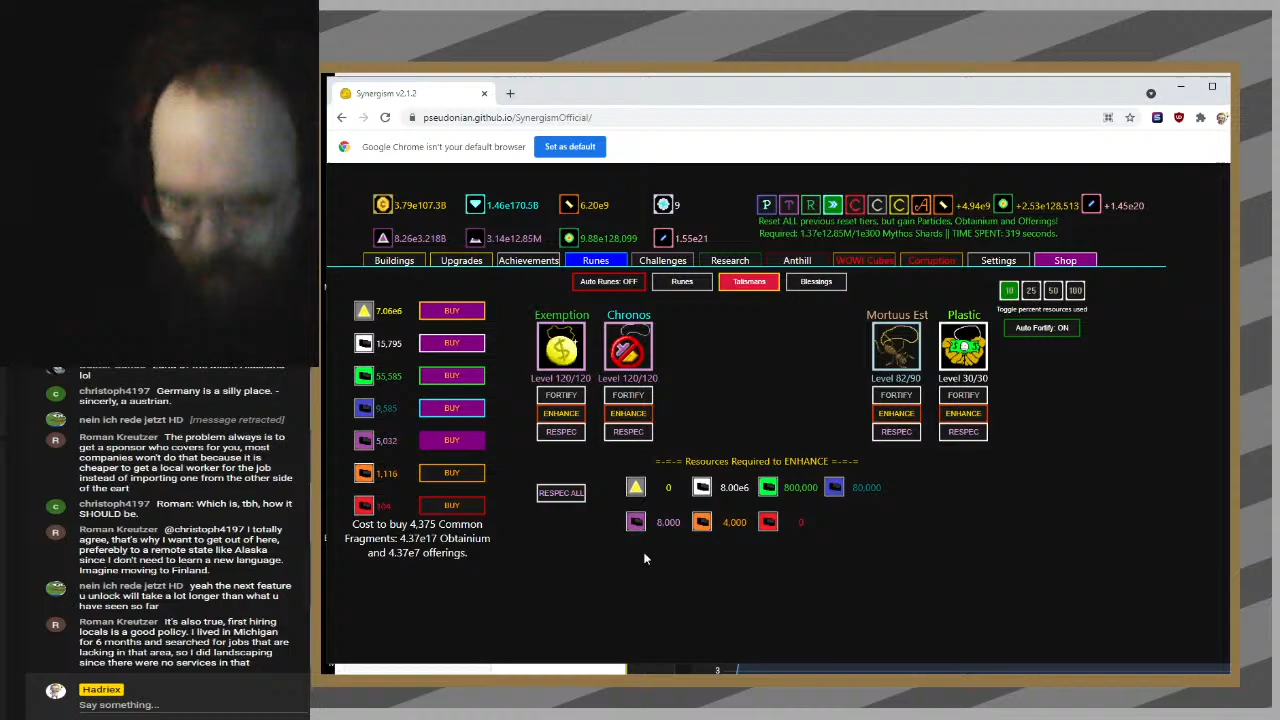 Synergism v2.1.2
pseudonian.github.io/SynergismOfficial/
Google Chrome isn't your default browser
Set as default
3.79e107.3B
1.46e170.5B
6.20e9
9
P T R C C C A +4.94e9 +2.53e128,513 +1.45e20
Reset ALL previous reset tiers, but gain Particles, Obtainium and Offerings!
Required: 1.37e12.85M/1e300 Mythos Shards || TIME SPENT: 319 seconds.
8.26e3.218B
3.14e12.85M
9.88e128,099
1.55e21
Buildings
Upgrades
Achievements
Runes
Challenges
Research
Anthill
WOW! Cubes
Corruption
Settings
Shop
Auto Runes: OFF
Runes
Talismans
Blessings
10 25 50 100
Toggle percent resources used
Auto Fortify: ON
7.06e6 BUY
15,795 BUY
55,585 BUY
9,585 BUY
5,032 BUY
1,116 BUY
104 BUY
Cost to buy 4,375 Common
Fragments: 4.37e17 Obtainium
and 4.37e7 offerings.
Exemption
Level 120/120
FORTIFY
ENHANCE
RESPEC
Chronos
Level 120/120
FORTIFY
ENHANCE
RESPEC
Mortuus Est
Level 82/90
FORTIFY
ENHANCE
RESPEC
Plastic
Level 30/30
FORTIFY
ENHANCE
RESPEC
RESPEC ALL
=-=-= Resources Required to ENHANCE =-=-=
0 8.00e6 800,000 80,000
8,000 4,000 0
3
lol
christoph4197 Germany is a silly place. -
sincerly, a austrian.
nein ich rede jetzt HD [message retracted]
Roman Kreutzer The problem always is to
get a sponsor who covers for you, most
companies won't do that because it is
cheaper to get a local worker for the job
instead of importing one from the other side
of the eart
christoph4197 Roman: Which is, tbh, how it
SHOULD be.
Roman Kreutzer @christoph4197 I totally
agree, that's why I want to get out of here,
preferebly to a remote state like Alaska
since I don't need to learn a new language.
Imagine moving to Finland.
nein ich rede jetzt HD yeah the next feature
u unlock will take a lot longer than what u
have seen so far
Roman Kreutzer It's also true, first hiring
locals is a good policy. I lived in Michigan
for 6 months and searched for jobs that are
lacking in that area, so I did landscaping
since there were no services in that
Hadriex
Say something...